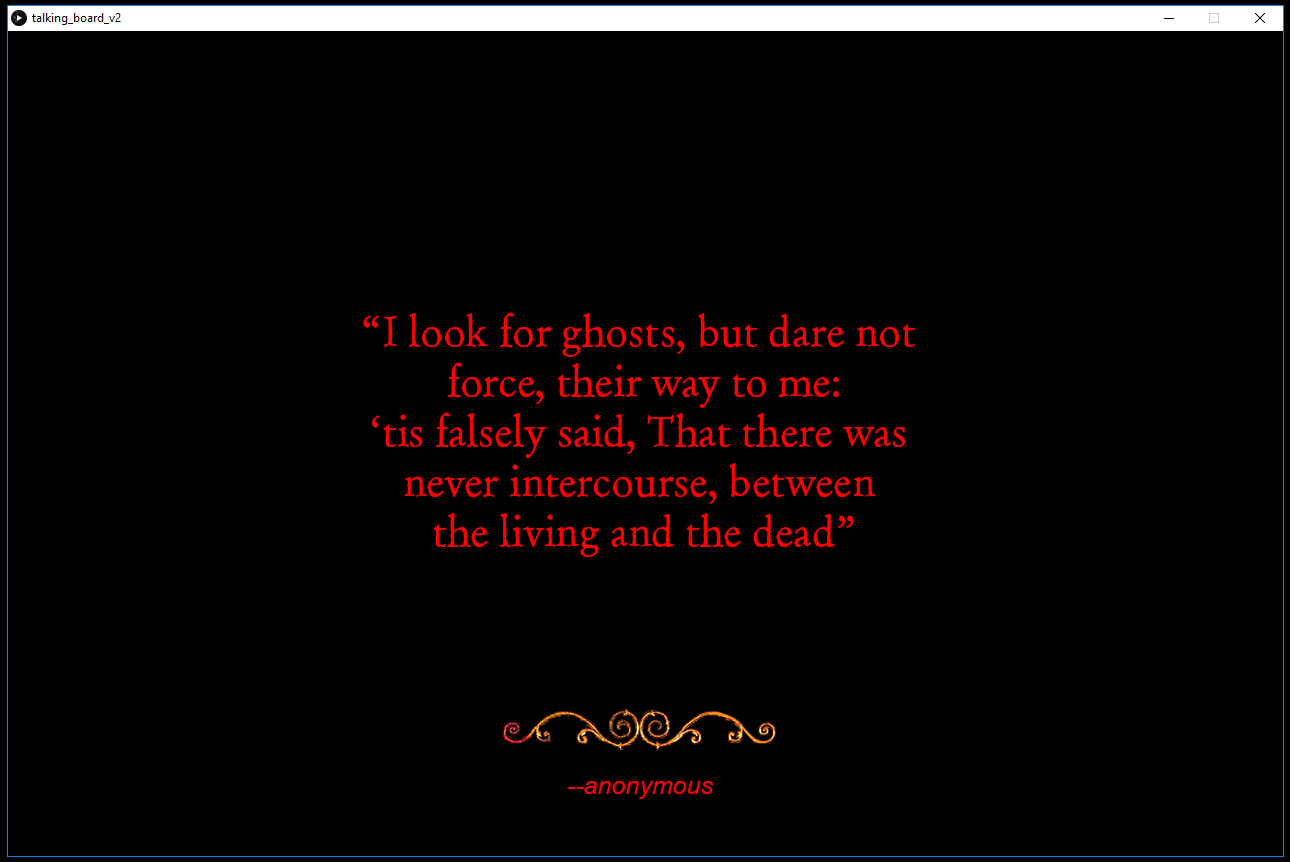 talking_board_v2
“I look for ghosts, but dare not
force, their way to me:
‘tis falsely said, That there was
never intercourse, between
the living and the dead”
--anonymous